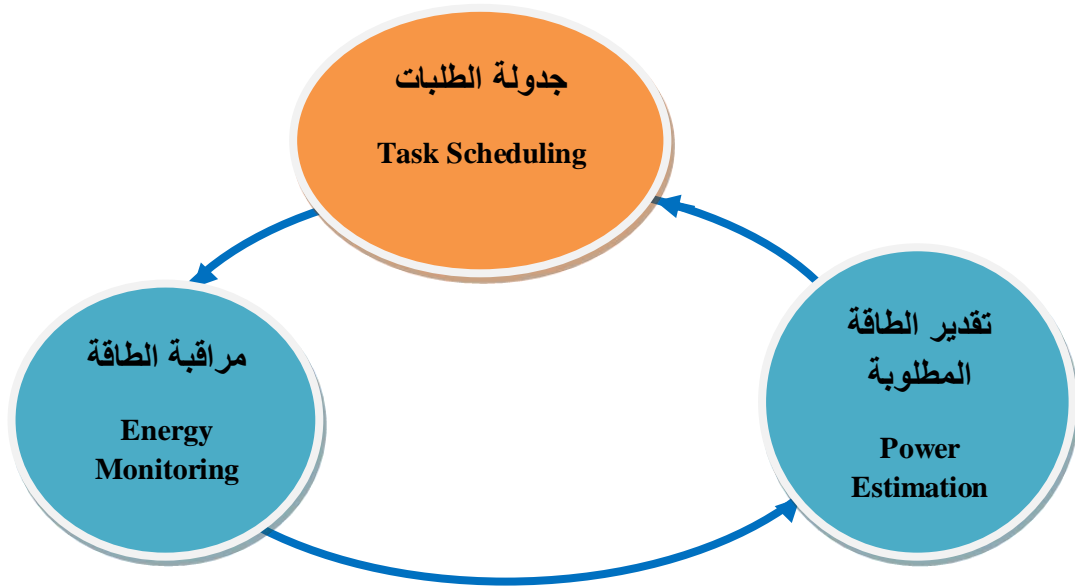 جدولة الطلبات
Task Scheduling
مراقبة الطاقة
Energy
Monitoring
تقدير الطاقة
المطلوبة
Power
Estimation